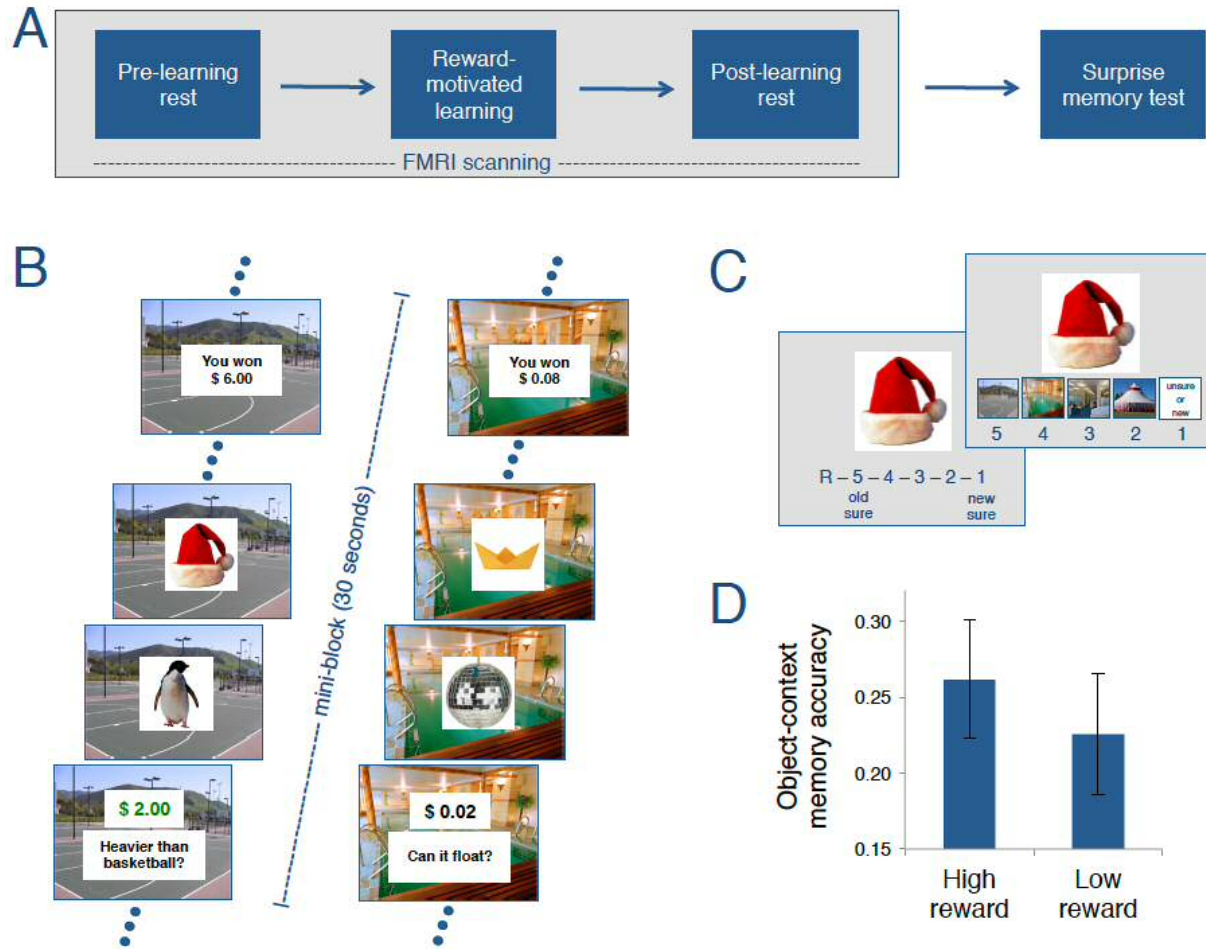 A
Pre-learning
rest
Reward-
motivated
learning
Post-learning
rest
Surprise
memory test
FMRI scanning
B
You won
$ 6.00
You won
$ 0.08
mini-block (30 seconds)
$ 2.00
Heavier than
basketball?
$ 0.02
Can it float?
C
R – 5 – 4 – 3 – 2 – 1
old
sure
new
sure
unsure
or
new
5 4 3 2 1
D
Object-context
memory accuracy
0.30
0.25
0.20
0.15
High
reward
Low
reward